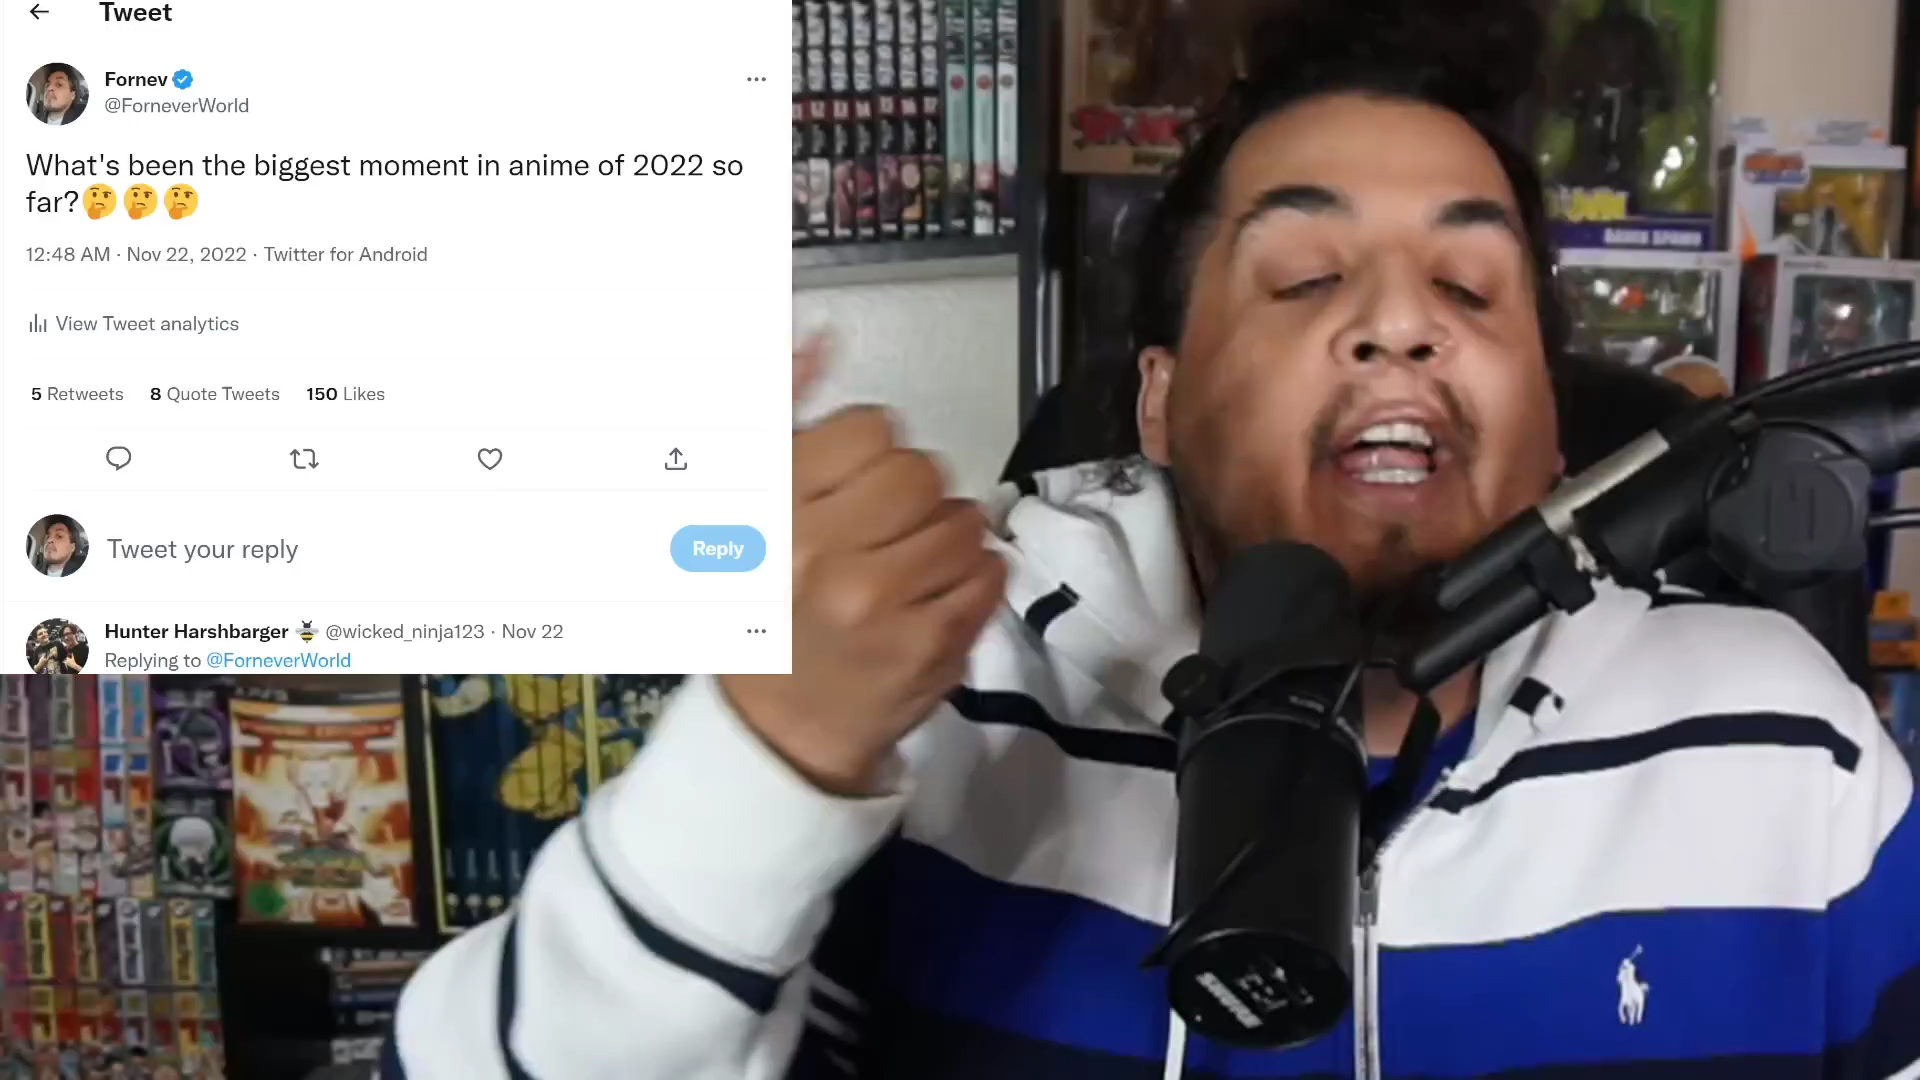 Tweet
Fornev
@ForneverWorld
What's been the biggest moment in anime of 2022 so
far?🤔🤔🤔
12:48 AM · Nov 22, 2022 · Twitter for Android
View Tweet analytics
5 Retweets 8 Quote Tweets 150 Likes
Tweet your reply
Reply
Hunter Harshbarger 🐝 @wicked_ninja123 · Nov 22
Replying to @ForneverWorld